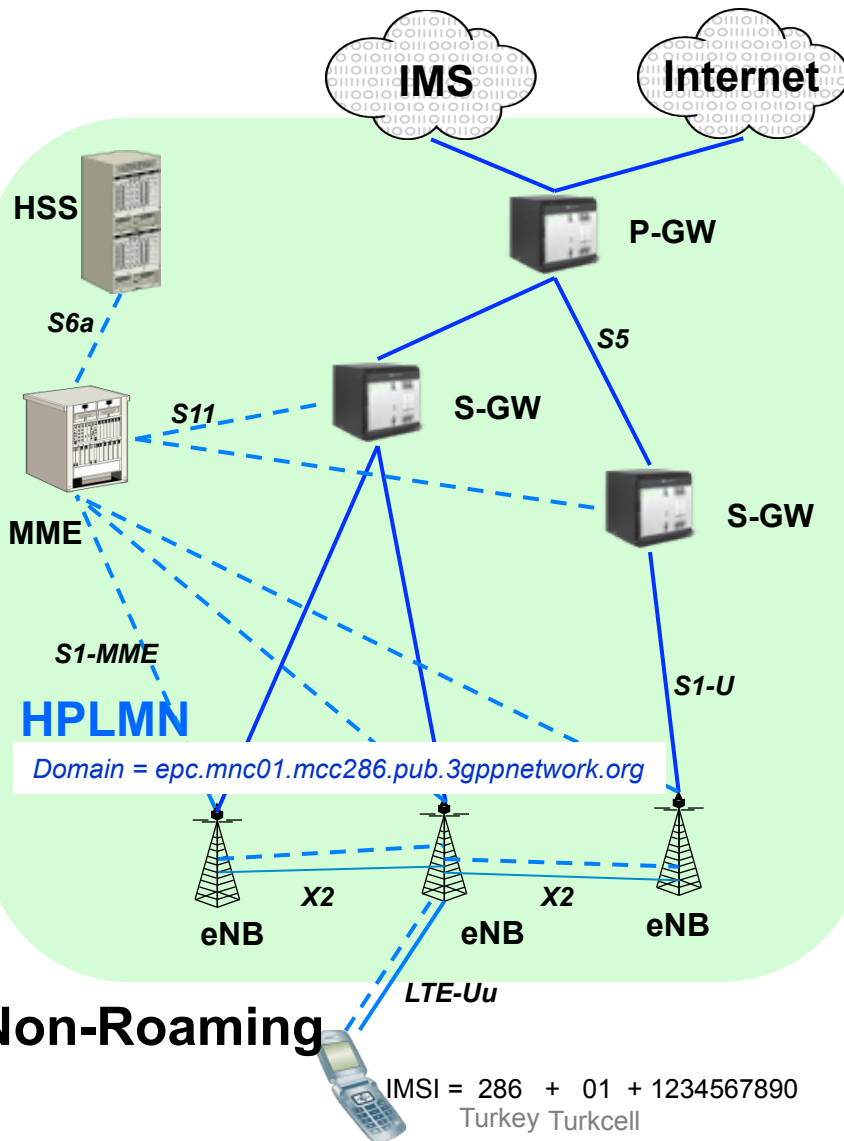 IMS
Internet
HSS
P-GW
S6a
S5
S11
S-GW
S-GW
MME
S1-MME
S1-U
HPLMN
Domain = epc.mnc01.mcc286.pub.3gppnetwork.org
X2
X2
eNB
eNB
eNB
LTE-Uu
Non-Roaming
IMSI = 286 + 01 + 1234567890
Turkey Turkcell